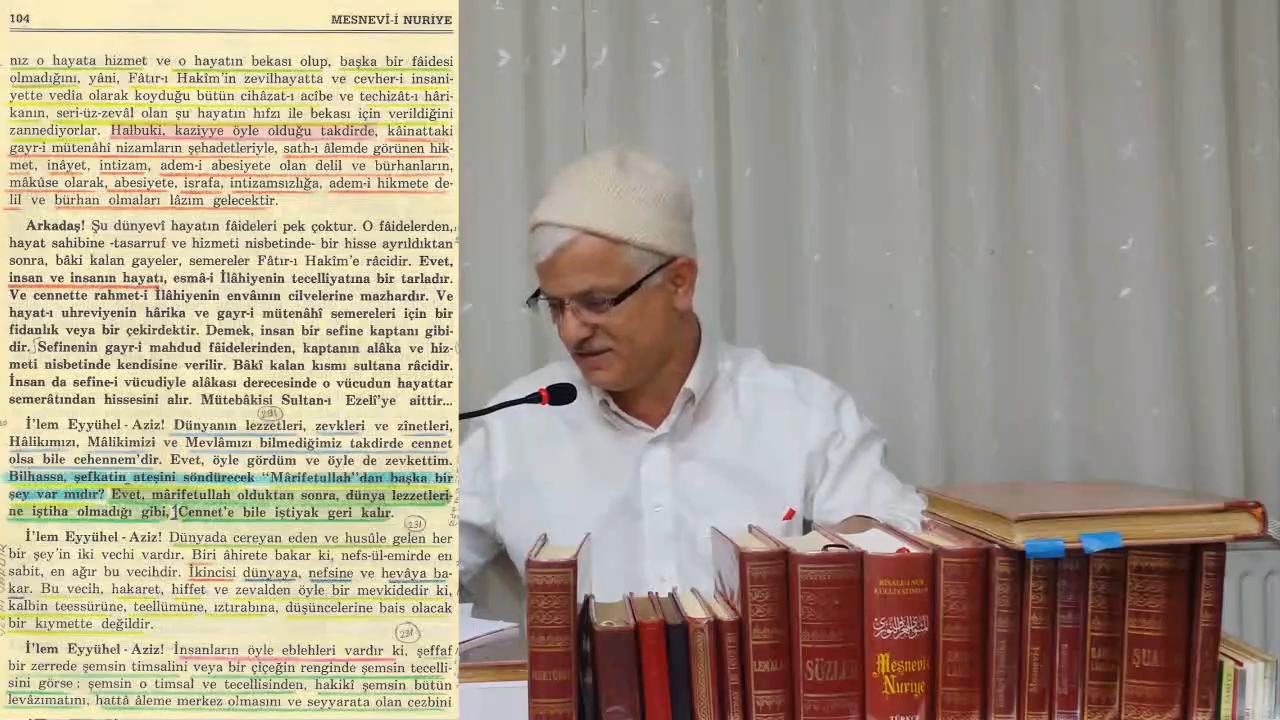 104 MESNEVÎ-İ NURİYE
nız o hayata hizmet ve o hayatın bekası olup, başka bir fâidesi
olmadığını, yâni, Fâtır-ı Hakîm'in zevilhayatta ve cevher-i insani-
yette vedîa olarak koyduğu bütün cihâzat-ı acîbe ve techizât-ı hâri-
kanın, seri-üz-zevâl olan şu hayatın hıfzı ile bekası için verildiğini
zannediyorlar. Halbuki, kaziyye öyle olduğu takdirde, kâinattaki
gayr-i mütenâhî nizamların şehadetleriyle, sath-ı âlemde görünen hik-
met, inâyet, intizam, adem-i abesiyete olan delil ve bürhanların,
mâkûse olarak, abesiyete, israfa, intizamsızlığa, adem-i hikmete de-
lil ve bürhan olmaları lâzım gelecektir.
Arkadaş! Şu dünyevî hayatın fâideleri pek çoktur. O fâidelerden,
hayat sahibine -tasarruf ve hizmeti nisbetinde- bir hisse ayrıldıktan
sonra, bâki kalan gayeler, semereler Fâtır-ı Hakîm'e râcidir. Evet,
insan ve insanın hayatı, esmâ-i İlâhiyenin tecelliyatına bir tarladır.
Ve cennette rahmet-i İlâhiyenin envâının cilvelerine mazhardır. Ve
hayat-ı uhreviyenin hârika ve gayr-i mütenâhî semereleri için bir
fidanlık veya bir çekirdektir. Demek, insan bir sefine kaptanı gibi-
dir. Sefinenin gayr-i mahdud fâidelerinden, kaptanın alâka ve hiz-
meti nisbetinde kendisine verilir. Bâkî kalan kısmı sultana râcidir.
İnsan da sefine-i vücudiyle alâkası derecesinde o vücudun hayattar
semerâtından hissesini alır. Mütebâkisi Sultan-ı Ezelî'ye aittir...
231
İ'lem Eyyühel - Aziz! Dünyanın lezzetleri, zevkleri ve zînetleri,
Hâlikımızı, Mâlikimizi ve Mevlâmızı bilmediğimiz takdirde cennet
olsa bile cehennem'dir. Evet, öyle gördüm ve öyle de zevkettim.
Bilhassa, şefkatin ateşini söndürecek "Mârifetullah"dan başka bir
şey var mıdır? Evet, mârifetullah olduktan sonra, dünya lezzetleri-
ne iştiha olmadığı gibi, Cennet'e bile iştiyak geri kalır.
231
İ'lem Eyyühel - Aziz! Dünyada cereyan eden ve husûle gelen her
bir şey'in iki vechi vardır. Biri âhirete bakar ki, nefs-ül-emirde en
sabit, en ağır bu vecihdir. İkincisi dünyaya, nefsine ve hevâya ba-
kar. Bu vecih, hakaret, hiffet ve zevalden öyle bir mevkidedir ki,
kalbin teessürüne, teellümüne, ıztırabına, düşüncelerine bais olacak
bir kıymette değildir.
231
İ'lem Eyyühel - Aziz! İnsanların öyle eblehleri vardır ki, şeffaf
bir zerrede şemsin timsalini veya bir çiçeğin renginde şemsin tecelli-
sini görse: şemsin o timsal ve tecellisinden, hakikî şemsin bütün
levâzımatını, hattâ âleme merkez olmasını ve seyyarata olan cezbini
LEMALAR
SÖZLER
RİSALE-İ NUR
KÜLLİYATINDAN
Mesnevî-i
Nuriye
TÜRKÇE
ŞUA